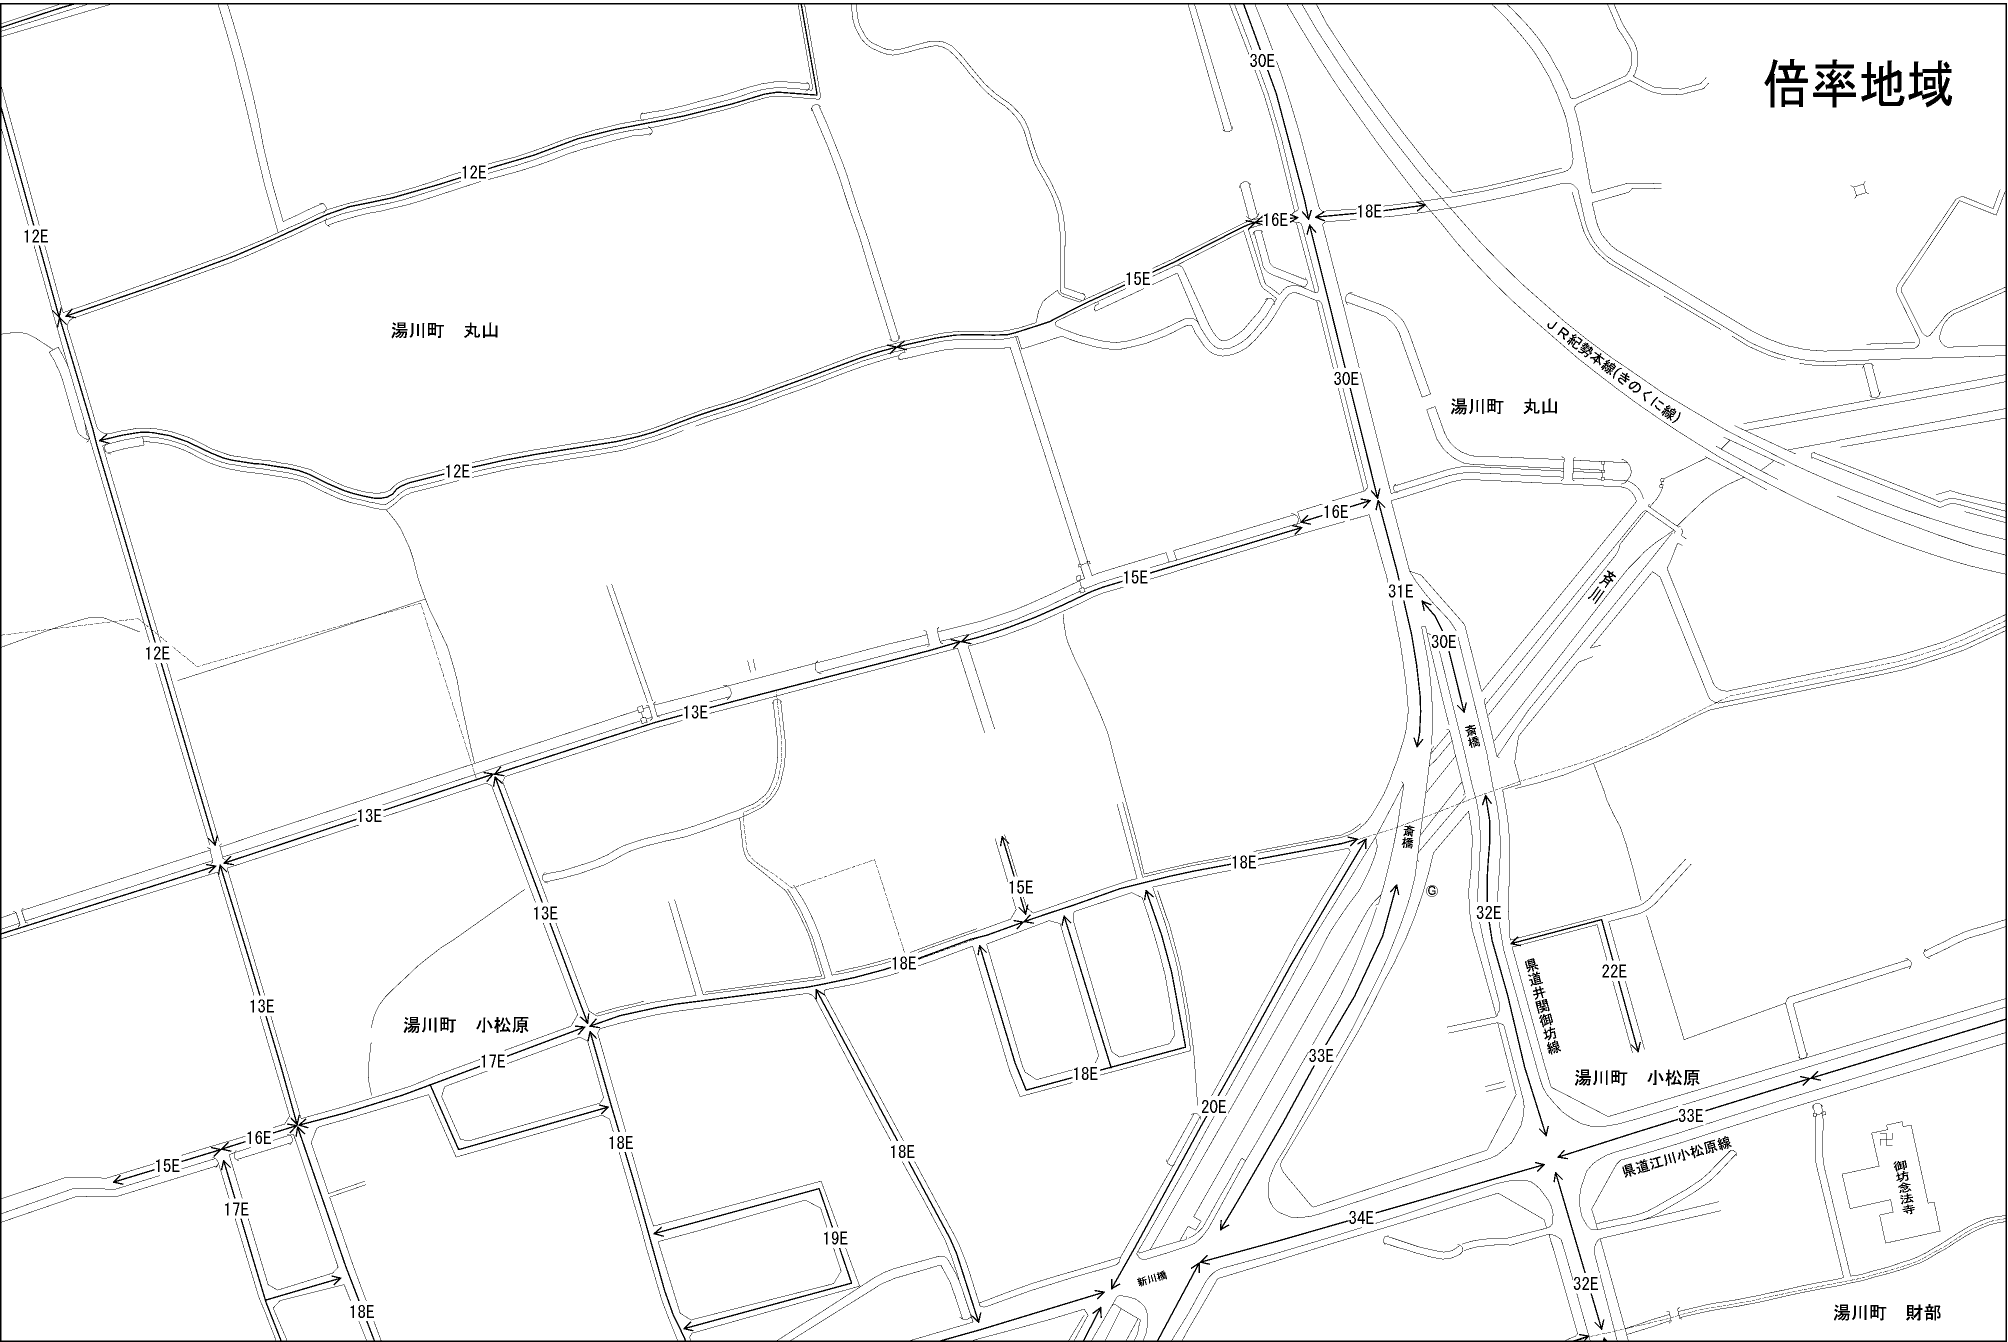 倍率地域
30E
12E
16E
18E
12E
15E
湯川町 丸山
JR紀勢本線(きのくに線)
30E
湯川町 丸山
12E
16E
15E
斉川
31E
30E
12E
13E
斎橋
13E
斎橋
18E
G
15E
13E
32E
18E
22E
13E
県道井関御坊線
湯川町 小松原
17E
33E
18E
湯川町 小松原
20E
33E
16E
18E
18E
県道江川小松原線
15E
御坊念法寺
17E
34E
19E
新川橋
32E
18E
湯川町 財部